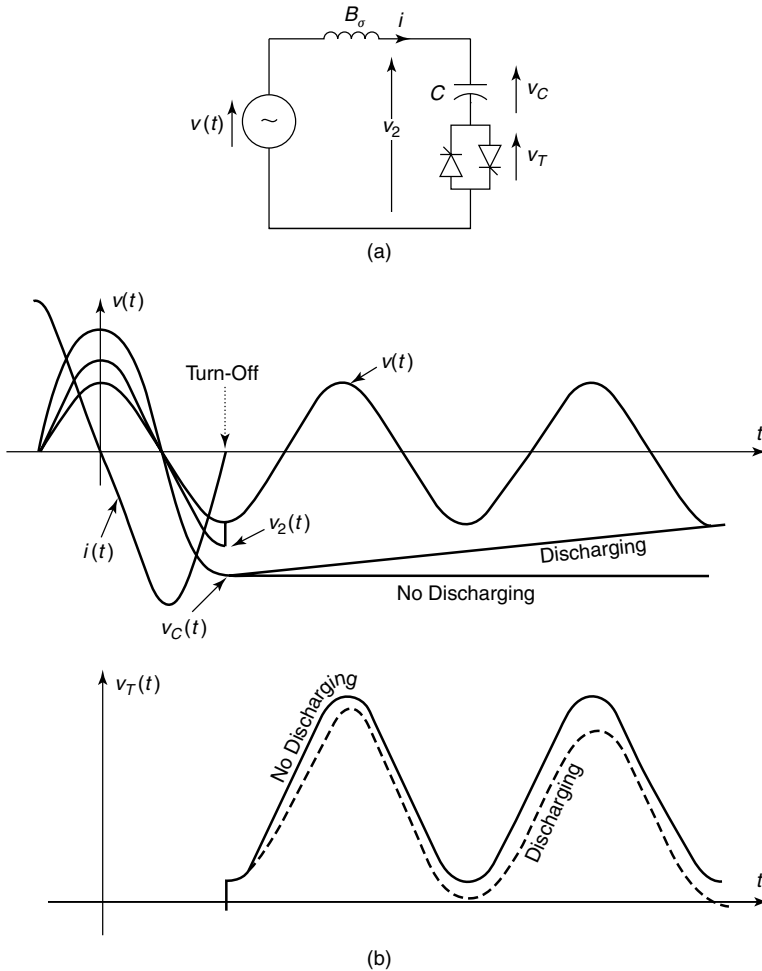 B_σ i
C v_C
v(t) ~ v_2
v_T
(a)
v(t)
Turn-Off v(t)
t
i(t) v_2(t)
Discharging
No Discharging
v_C(t)
v_T(t)
No Discharging
Discharging
t
(b)